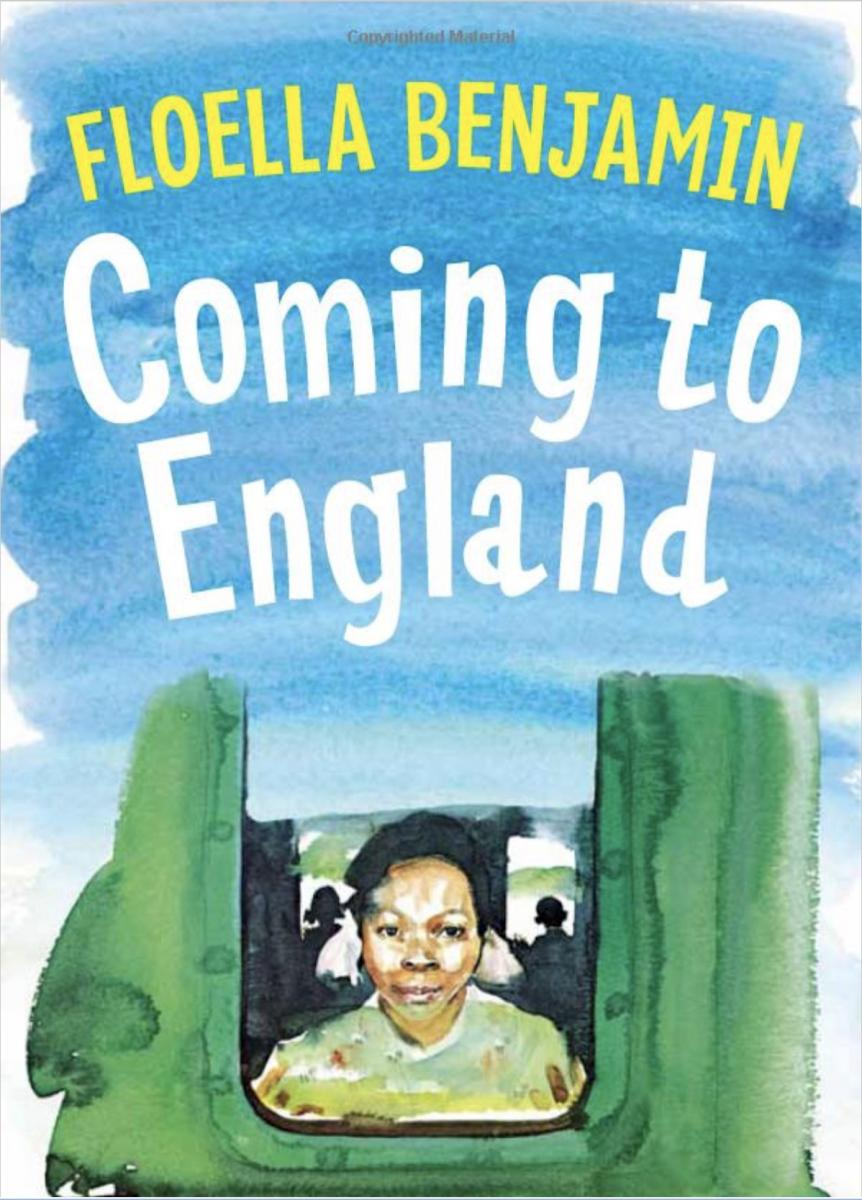 Copyrighted Material
FLOELLA BENJAMIN
Coming to
England